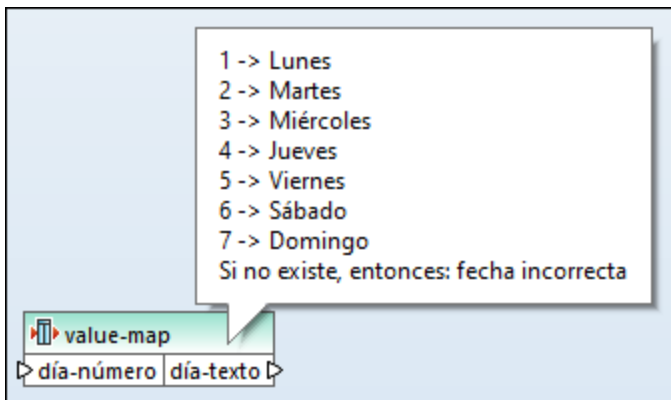 1 -> Lunes
2 -> Martes
3 -> Miércoles
4 -> Jueves
5 -> Viernes
6 -> Sábado
7 -> Domingo
Si no existe, entonces: fecha incorrecta
value-map
día-número día-texto